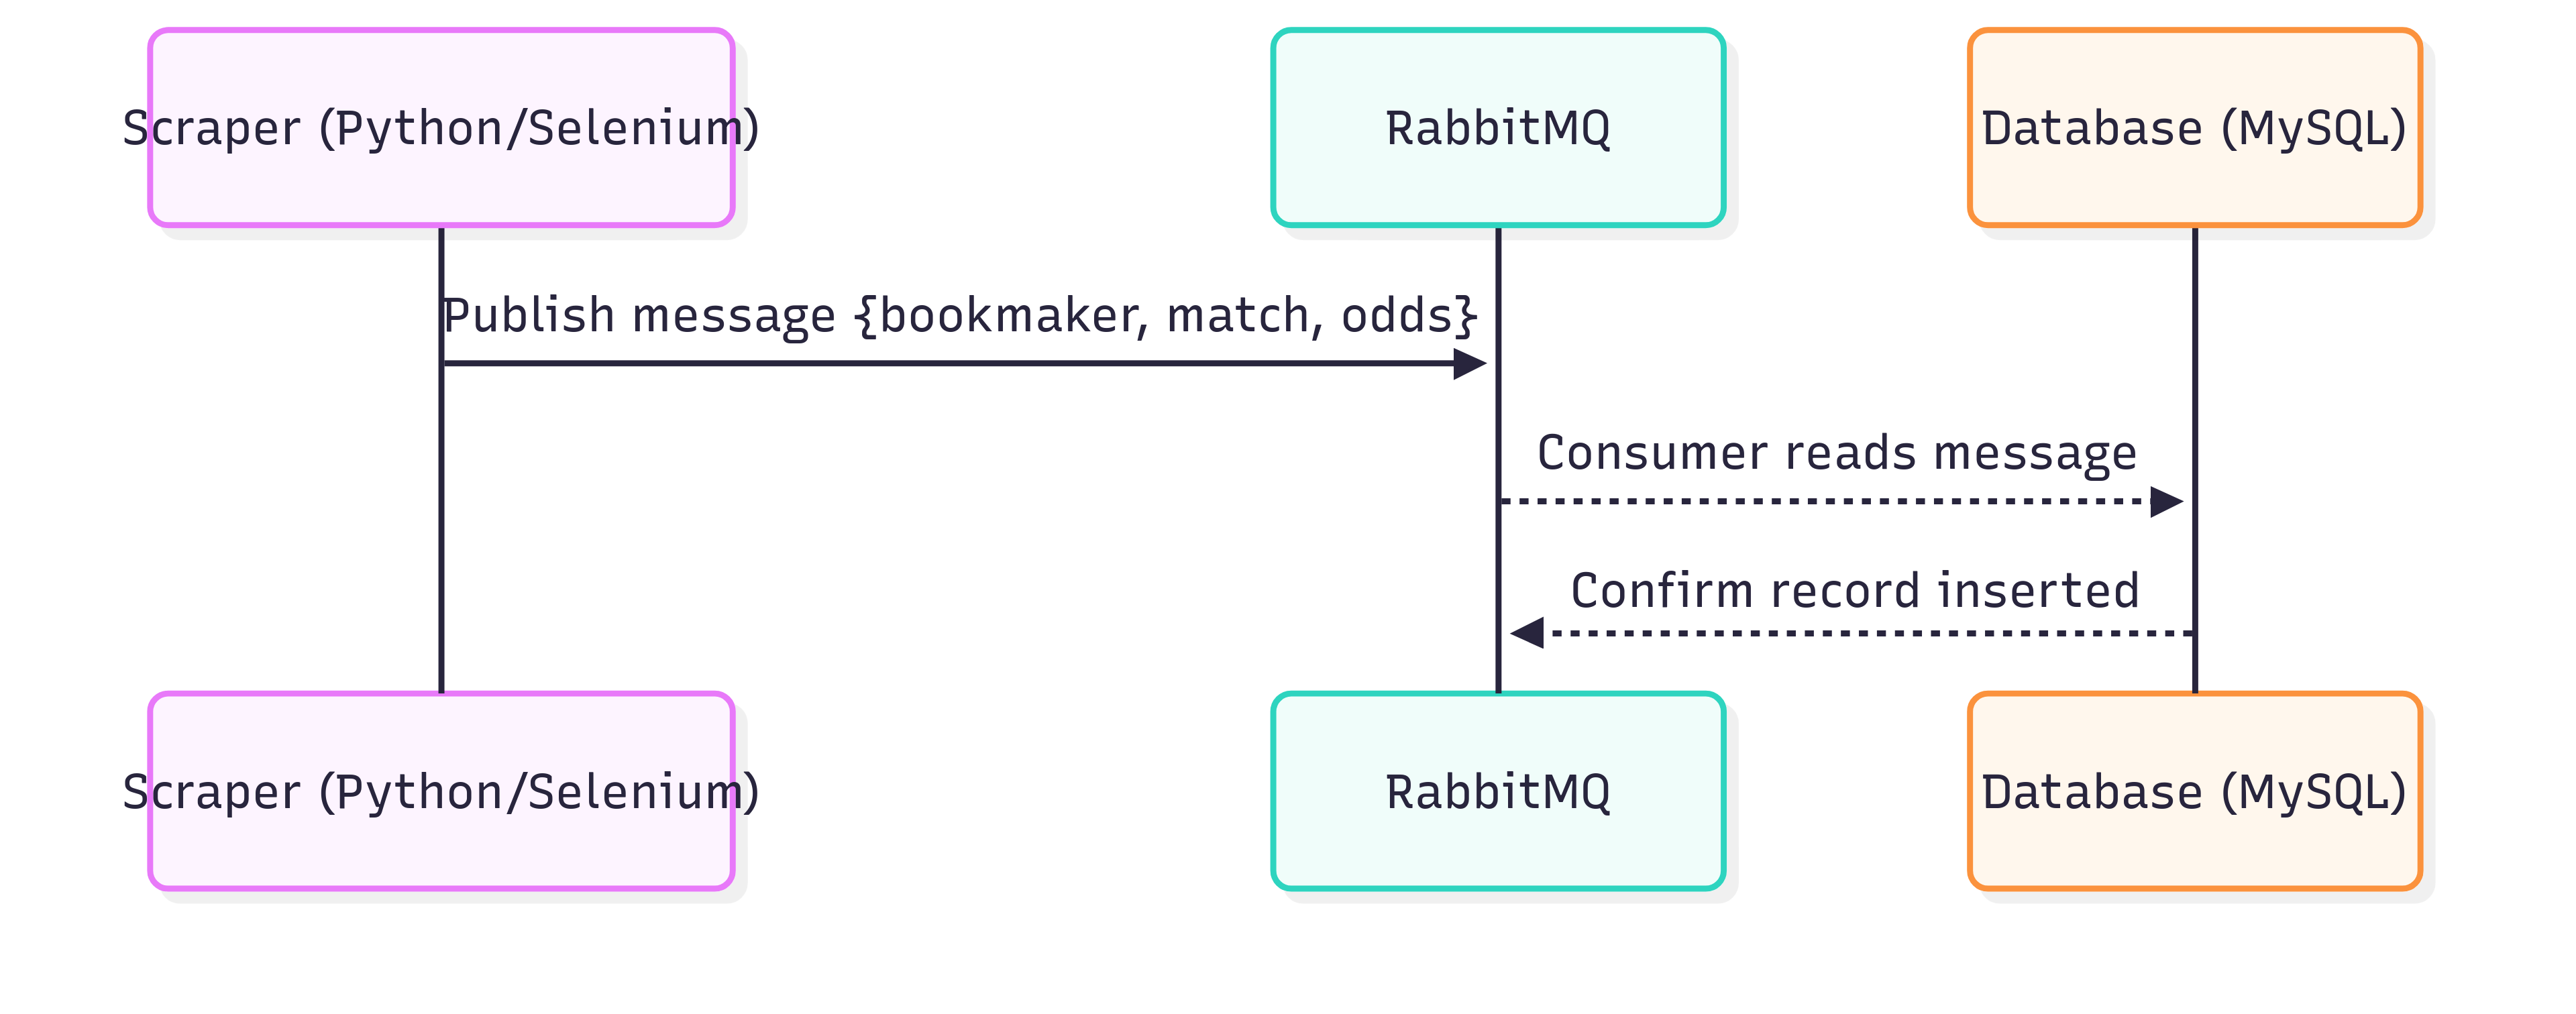 Scraper (Python/Selenium)
RabbitMQ
Database (MySQL)
Publish message {bookmaker, match, odds}
Consumer reads message
Confirm record inserted
Scraper (Python/Selenium)
RabbitMQ
Database (MySQL)